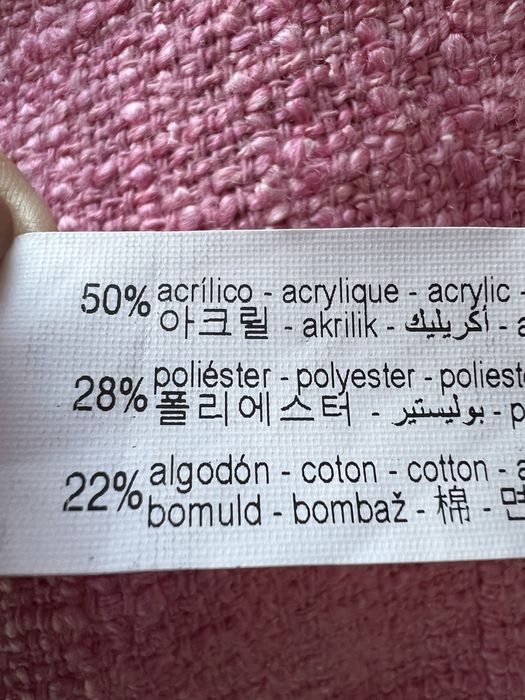 50% acrílico - acrylique - acrylic -
아크릴 - akrilik - أكريليك -
28% poliéster - polyester -
폴리에스터 - بوليستير -
22% algodón - coton - cotton -
bomuld - bombaž - 棉 -